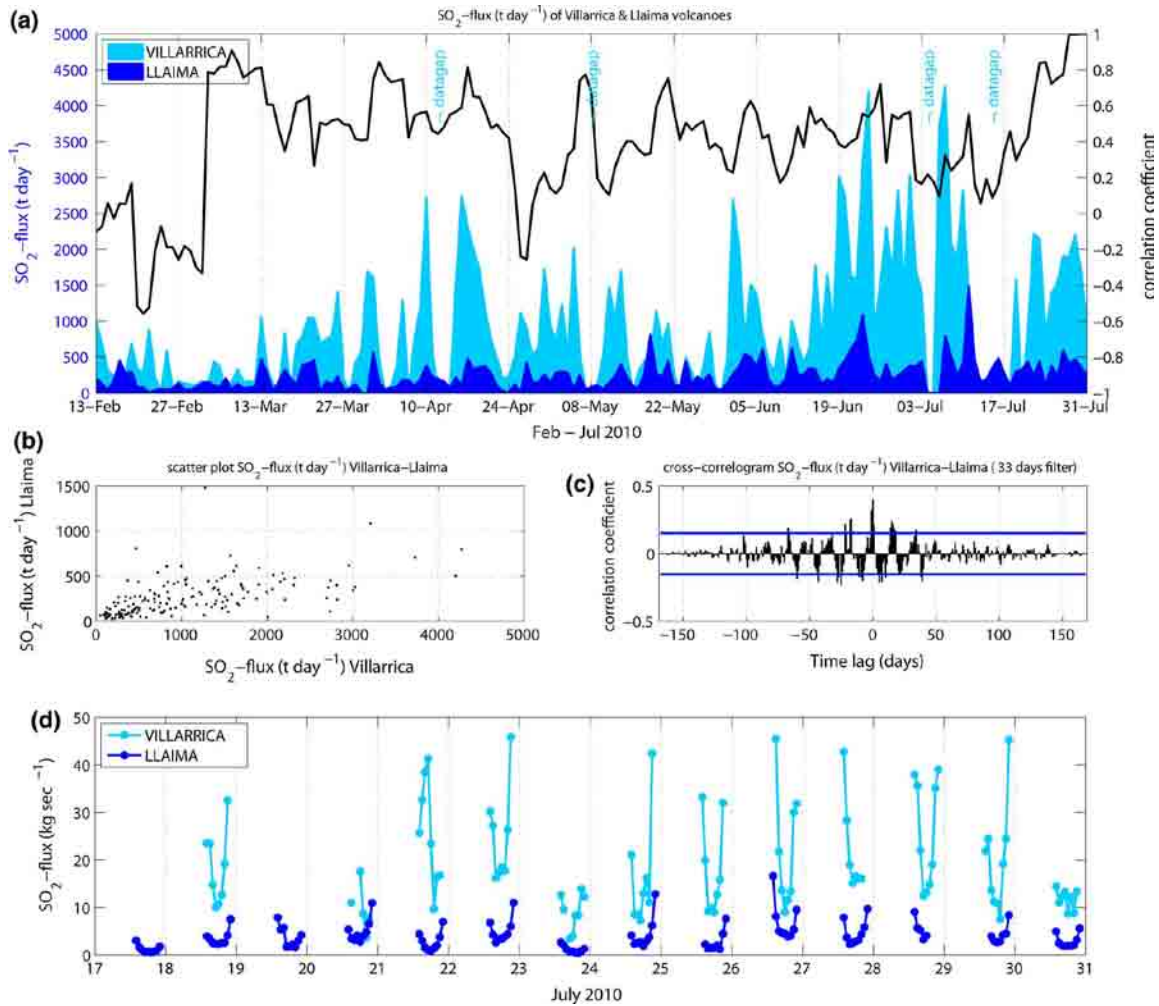 (a)
SO₂−flux (t day ⁻¹) of Villarrica & Llaima volcanoes
VILLARRICA
LLAIMA
~ datagap
~ datagap
~ datagap
~ datagap
5000
4500
4000
3500
3000
2500
2000
1500
1000
500
0
SO₂−flux (t day ⁻¹)
1
0.8
0.6
0.4
0.2
0
−0.2
−0.4
−0.6
−0.8
−1
correlation coefficient
13−Feb 27−Feb 13−Mar 27−Mar 10−Apr 24−Apr 08−May 22−May 05−Jun 19−Jun 03−Jul 17−Jul 31−Jul
Feb − Jul 2010
(b)
scatter plot SO₂−flux (t day ⁻¹) Villarrica−Llaima
SO₂−flux (t day ⁻¹) Llaima
1500
1000
500
0
0 1000 2000 3000 4000 5000
SO₂−flux (t day ⁻¹) Villarrica
(c)
cross−correlogram SO₂−flux (t day ⁻¹) Villarrica−Llaima ( 33 days filter)
correlation coefficient
0.5
0
−0.5
−150 −100 −50 0 50 100 150
Time lag (days)
(d)
VILLARRICA
LLAIMA
SO₂−flux (kg sec ⁻¹)
50
40
30
20
10
0
17 18 19 20 21 22 23 24 25 26 27 28 29 30 31
July 2010